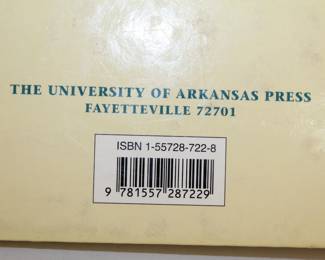 THE UNIVERSITY OF ARKANSAS PRESS
FAYETTEVILLE 72701
ISBN 1-55728-722-8
9 781557 287229